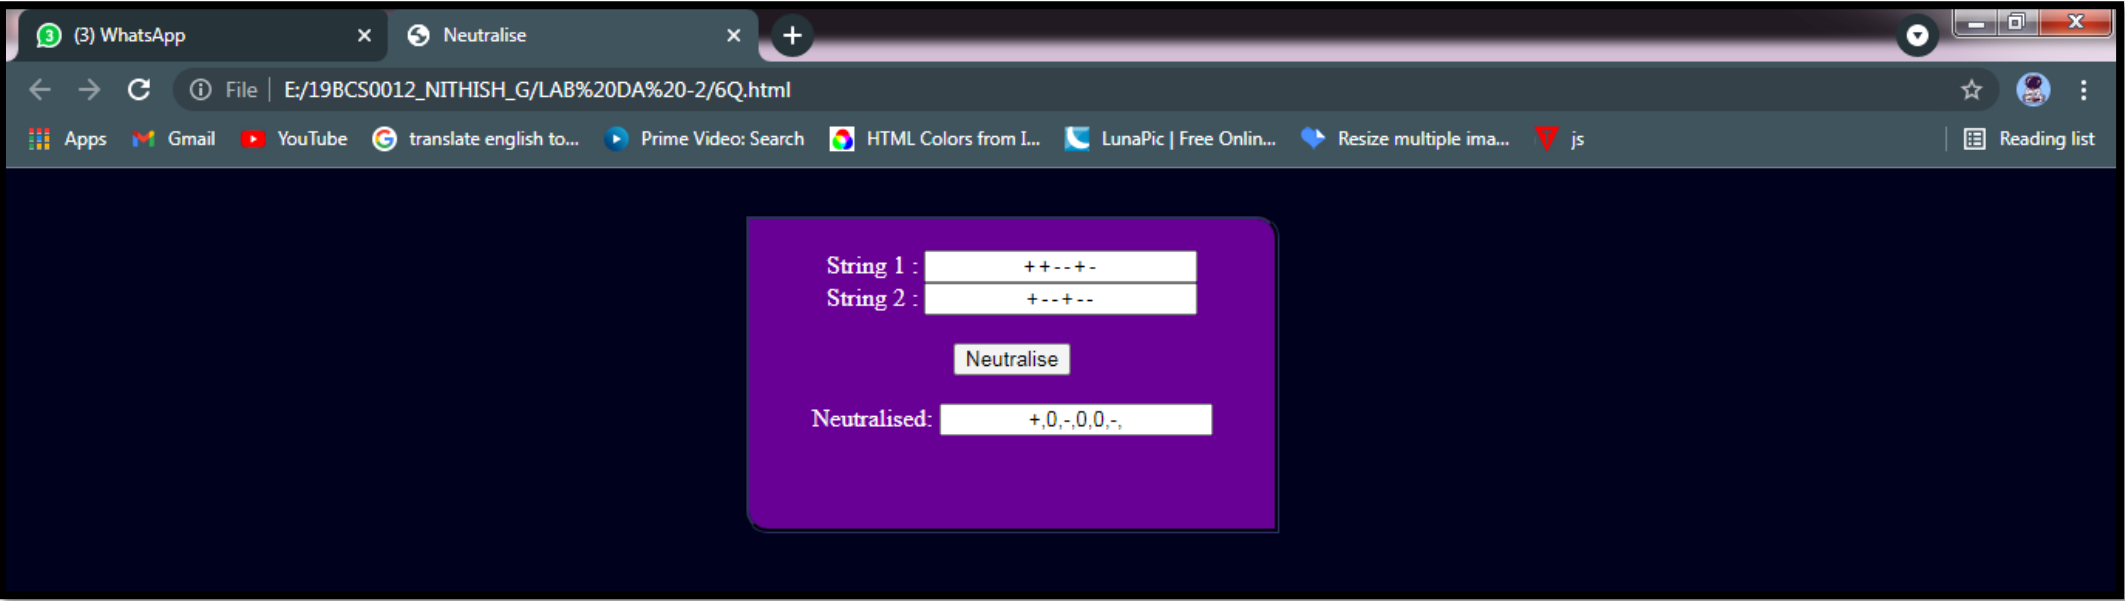 3 (3) WhatsApp Neutralise
File E:/19BCS0012_NITHISH_G/LAB%20DA%20-2/6Q.html
Apps Gmail YouTube translate english to... Prime Video: Search HTML Colors from I... LunaPic | Free Onlin... Resize multiple ima... js Reading list
String 1 : ++--+-
String 2 : +--+--
Neutralise
Neutralised: +,0,-,0,0,-,